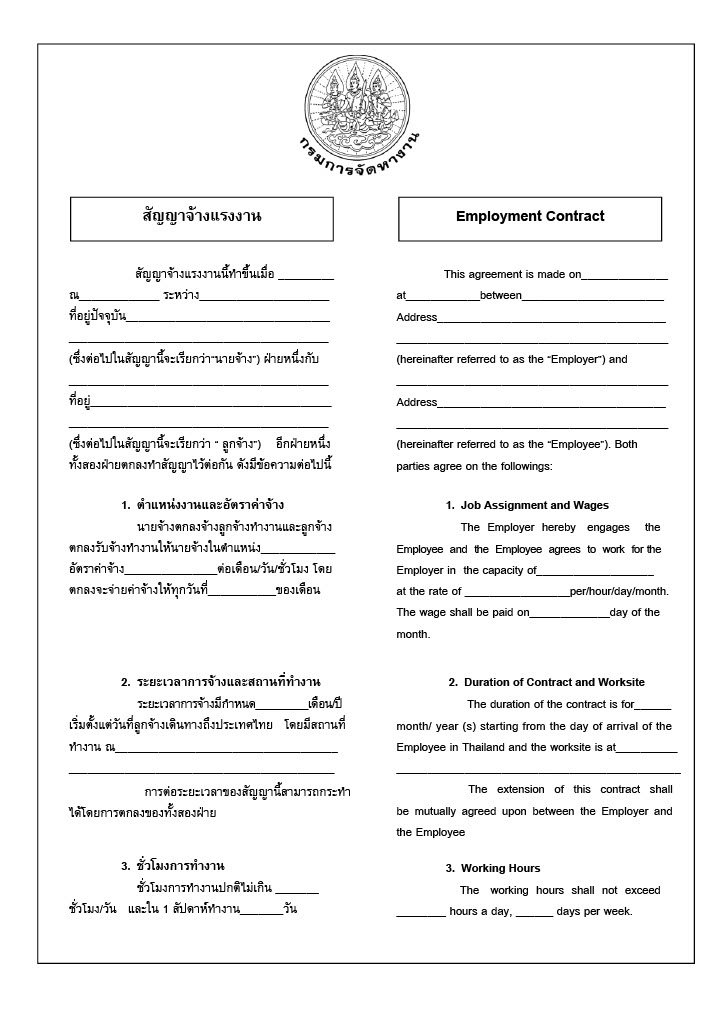 กรมการจัดหางาน
สัญญาจ้างแรงงาน
สัญญาจ้างแรงงานนี้ทำขึ้นเมื่อ _________
ณ_____________ ระหว่าง_____________________
ที่อยู่ปัจจุบัน_________________________________
__________________________________________
(ซึ่งต่อไปในสัญญานี้จะเรียกว่า"นายจ้าง") ฝ่ายหนึ่งกับ
__________________________________________
ที่อยู่_______________________________________
__________________________________________
(ซึ่งต่อไปในสัญญานี้จะเรียกว่า " ลูกจ้าง") อีกฝ่ายหนึ่ง
ทั้งสองฝ่ายตกลงทำสัญญาไว้ต่อกัน ดังมีข้อความต่อไปนี้
1. ตำแหน่งงานและอัตราค่าจ้าง
นายจ้างตกลงจ้างลูกจ้างทำงานและลูกจ้าง
ตกลงรับจ้างทำงานให้นายจ้างในตำแหน่ง____________
อัตราค่าจ้าง_______________ต่อเดือน/วัน/ชั่วโมง โดย
ตกลงจะจ่ายค่าจ้างให้ทุกวันที่___________ของเดือน
2. ระยะเวลาการจ้างและสถานที่ทำงาน
ระยะเวลาการจ้างมีกำหนด_________เดือน/ปี
เริ่มตั้งแต่วันที่ลูกจ้างเดินทางถึงประเทศไทย โดยมีสถานที่
ทำงาน ณ____________________________________
___________________________________________
การต่อระยะเวลาของสัญญานี้สามารถกระทำ
ได้โดยการตกลงของทั้งสองฝ่าย
3. ชั่วโมงการทำงาน
ชั่วโมงการทำงานปกติไม่เกิน _______
ชั่วโมง/วัน และใน 1 สัปดาห์ทำงาน_______วัน
Employment Contract
This agreement is made on______________
at____________between_______________________
Address_____________________________________
____________________________________________
(hereinafter referred to as the “Employer”) and
____________________________________________
Address_____________________________________
____________________________________________
(hereinafter referred to as the “Employee”). Both
parties agree on the followings:
1. Job Assignment and Wages
The Employer hereby engages the
Employee and the Employee agrees to work for the
Employer in the capacity of___________________
at the rate of _________________per/hour/day/month.
The wage shall be paid on_____________day of the
month.
2. Duration of Contract and Worksite
The duration of the contract is for______
month/ year (s) starting from the day of arrival of the
Employee in Thailand and the worksite is at__________
______________________________________________
The extension of this contract shall
be mutually agreed upon between the Employer and
the Employee
3. Working Hours
The working hours shall not exceed
________ hours a day, ______ days per week.